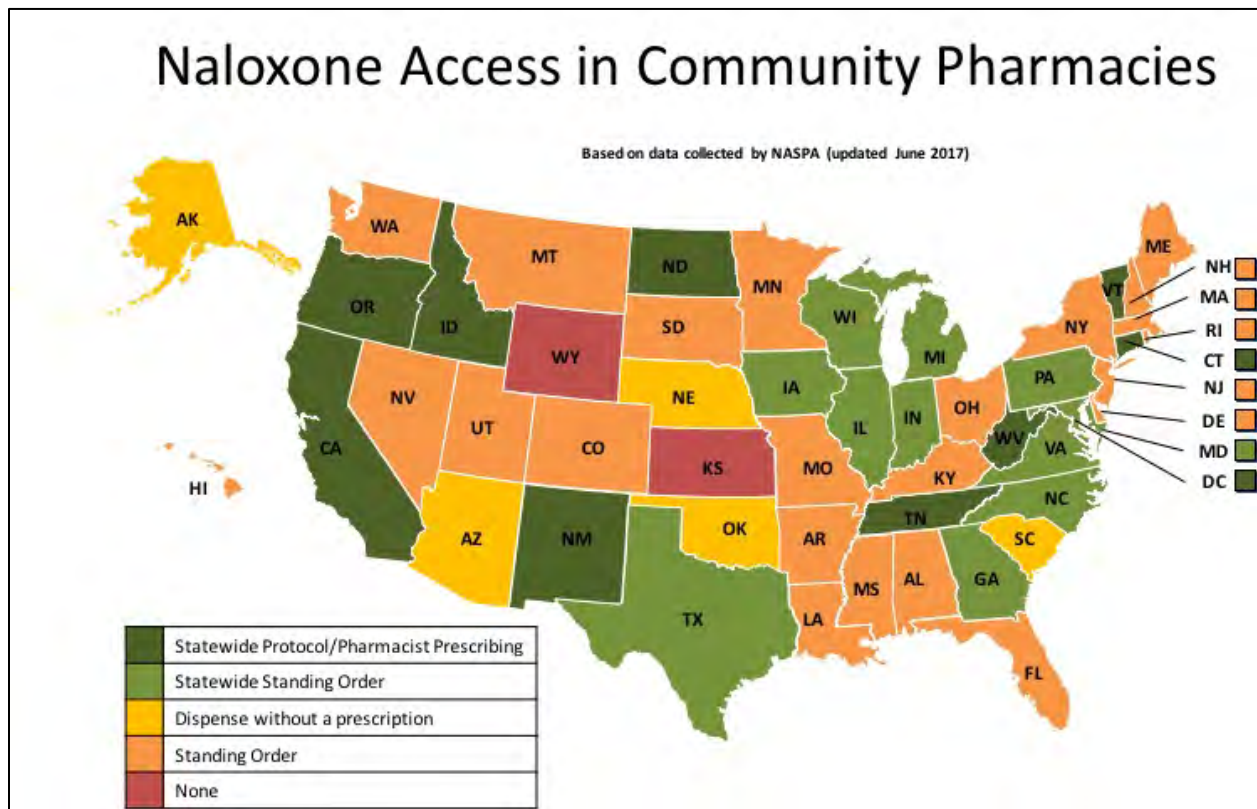 Naloxone Access in Community Pharmacies
Based on data collected by NASPA (updated June 2017)
AK
WA
MT
ND
MN
ME
NH
VT
MA
OR
ID
SD
WI
NY
RI
WY
MI
CT
IA
PA
NJ
NE
NV
OH
DE
UT
IL
IN
CA
CO
WV
VA
MD
KS
MO
KY
DC
HI
NC
TN
AZ
NM
OK
AR
SC
MS
AL
GA
TX
LA
FL
Statewide Protocol/Pharmacist Prescribing
Statewide Standing Order
Dispense without a prescription
Standing Order
None